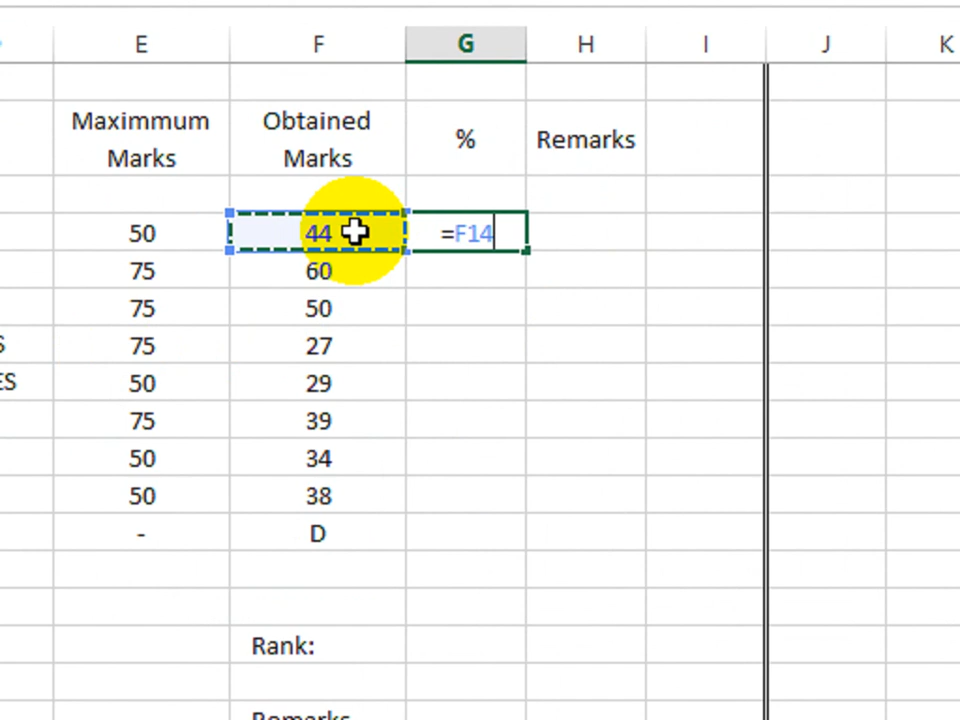 E F G H I J K
Maximmum Obtained % Remarks
Marks Marks
50 44 =F14
75 60
75 50
S 75 27
ES 50 29
75 39
50 34
50 38
- D
Rank:
Remarks